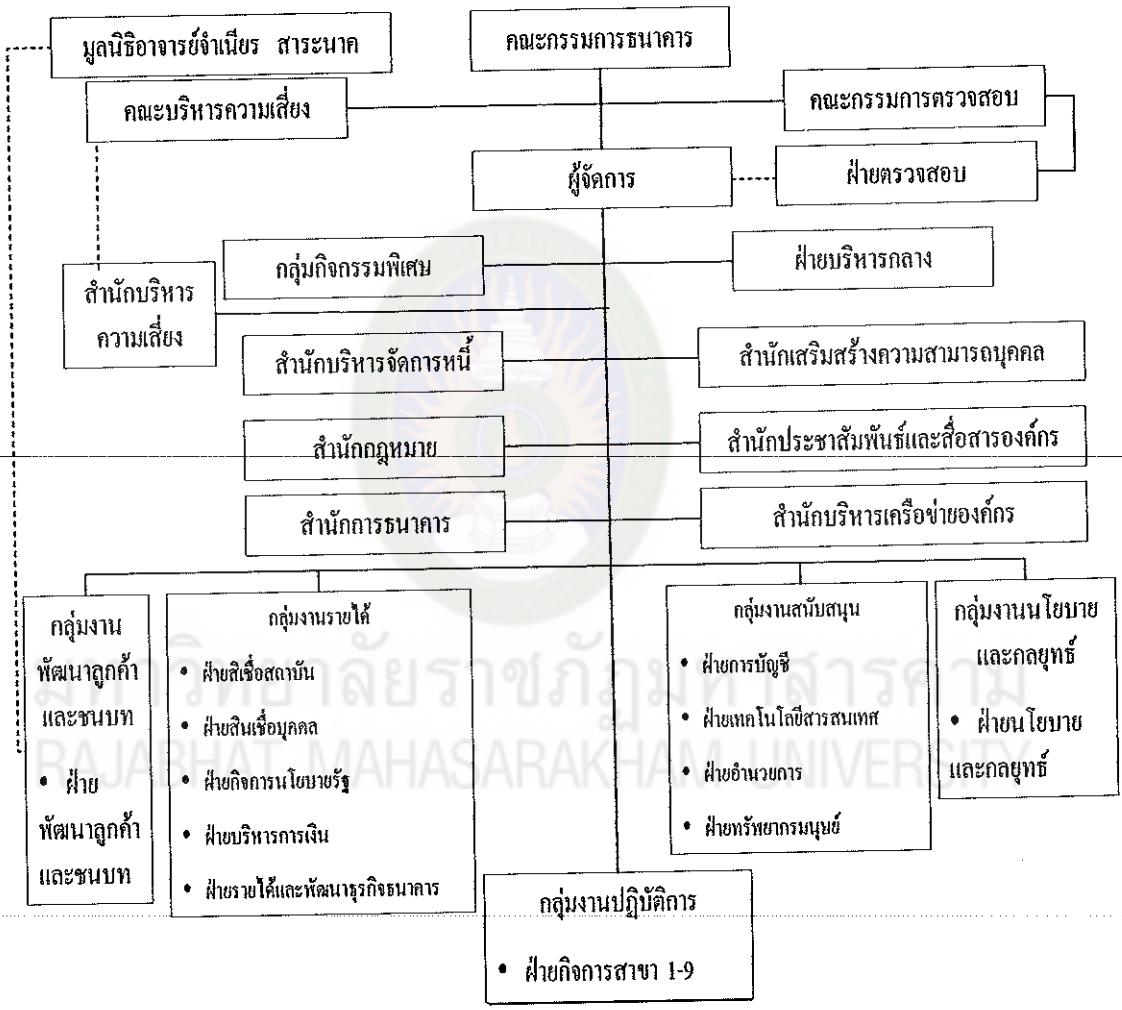 มูลนิธิอาจารย์จำเนียร สาระนาค
คณะกรรมการธนาคาร
คณะบริหารความเสี่ยง
คณะกรรมการตรวจสอบ
ผู้จัดการ
ฝ่ายตรวจสอบ
กลุ่มกิจกรรมพิเศษ
ฝ่ายบริหารกลาง
สำนักบริหาร
ความเสี่ยง
สำนักบริหารจัดการหนี้
สำนักเสริมสร้างความสามารถบุคคล
สำนักกฎหมาย
สำนักประชาสัมพันธ์และสื่อสารองค์กร
สำนักการธนาคาร
สำนักบริหารเครือข่ายองค์กร
กลุ่มงาน
พัฒนาลูกค้า
และชนบท
• ฝ่าย
พัฒนาลูกค้า
และชนบท
กลุ่มงานรายได้
• ฝ่ายสิเชื่อสถาบัน
• ฝ่ายสินเชื่อบุคคล
• ฝ่ายกิจการนโยบายรัฐ
• ฝ่ายบริหารการเงิน
• ฝ่ายรายได้และพัฒนาธุรกิจธนาคาร
กลุ่มงานสนับสนุน
• ฝ่ายการบัญชี
• ฝ่ายเทคโนโลยีสารสนเทศ
• ฝ่ายอำนวยการ
• ฝ่ายทรัพยากรมนุษย์
กลุ่มงานนโยบาย
และกลยุทธ์
• ฝ่ายนโยบาย
และกลยุทธ์
กลุ่มงานปฏิบัติการ
• ฝ่ายกิจการสาขา 1-9
มหาวิทยาลัยราชภัฏมหาสารคาม
RAJABHAT MAHASARAKHAM UNIVERSITY